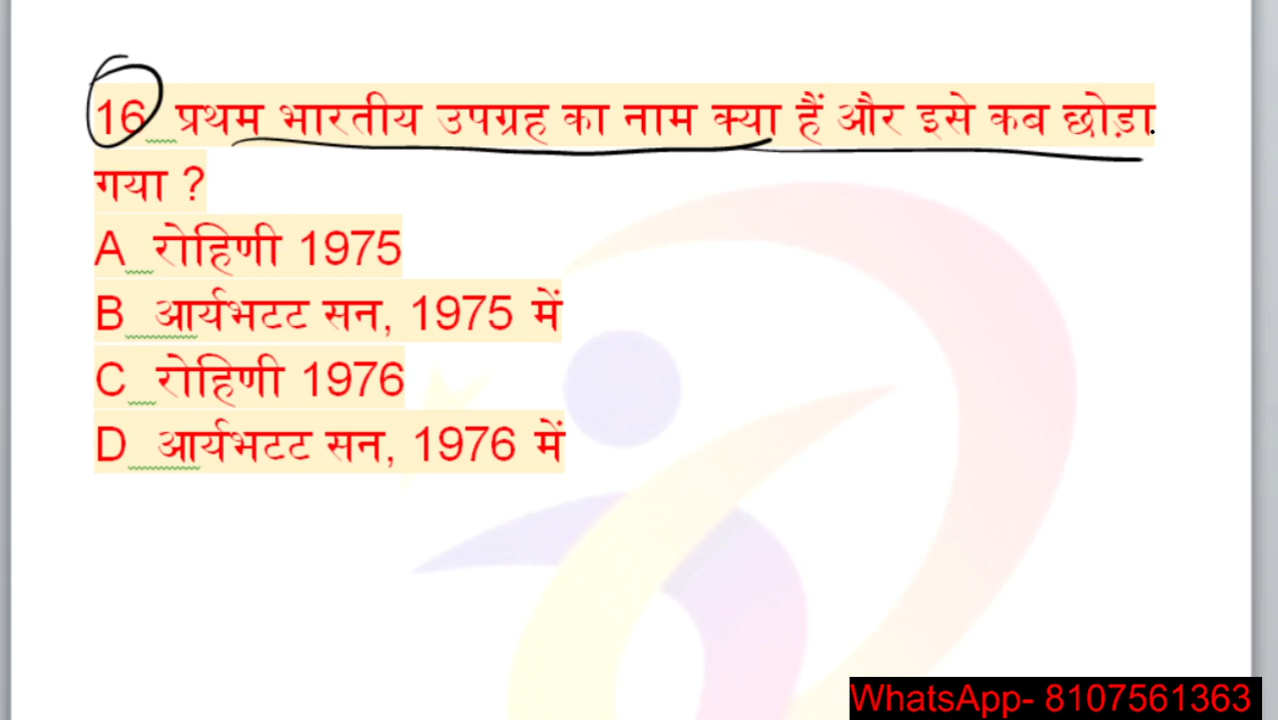 16 प्रथम भारतीय उपग्रह का नाम क्या हैं और इसे कब छोड़ा
गया ?
A रोहिणी 1975
B आर्यभटट सन, 1975 में
C रोहिणी 1976
D आर्यभटट सन, 1976 में
WhatsApp- 8107561363